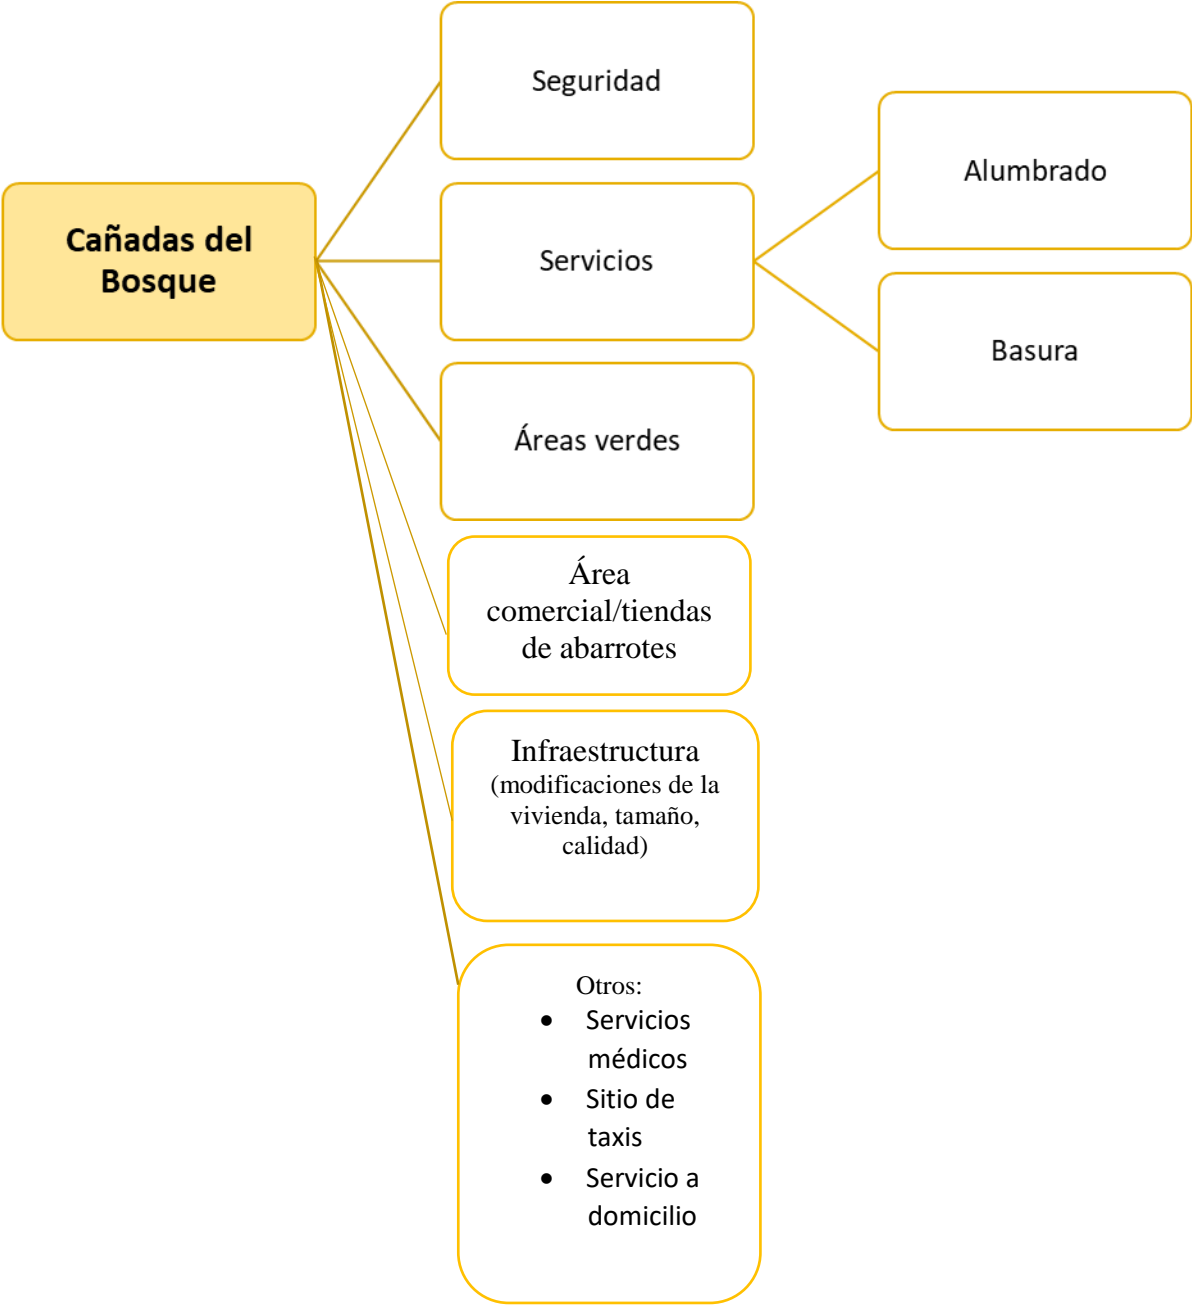 Cañadas del
Bosque
Seguridad
Servicios
Alumbrado
Basura
Áreas verdes
Área
comercial/tiendas
de abarrotes
Infraestructura
(modificaciones de la
vivienda, tamaño,
calidad)
Otros:
• Servicios
médicos
• Sitio de
taxis
• Servicio a
domicilio